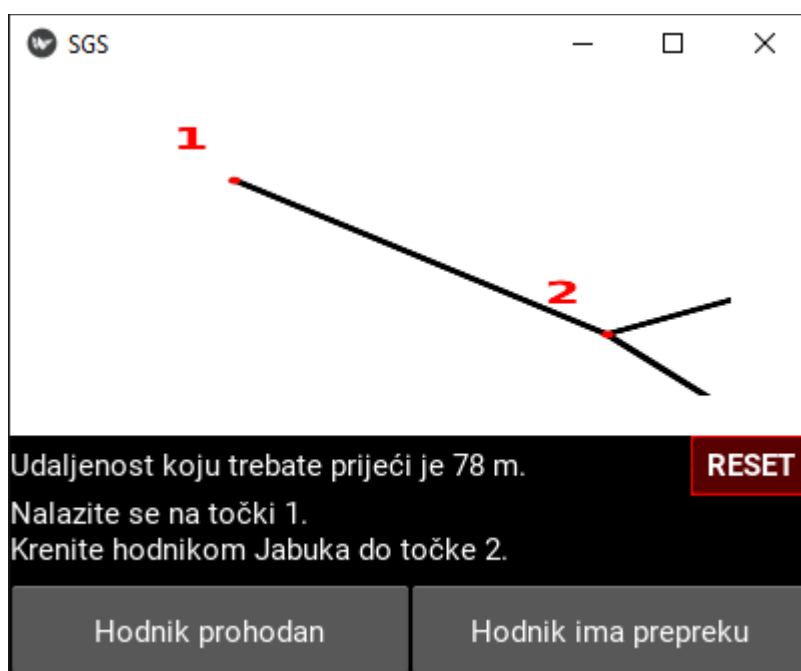 SGS
1
2
Udaljenost koju trebate prijeći je 78 m.
RESET
Nalazite se na točki 1.
Krenite hodnikom Jabuka do točke 2.
Hodnik prohodan
Hodnik ima prepreku